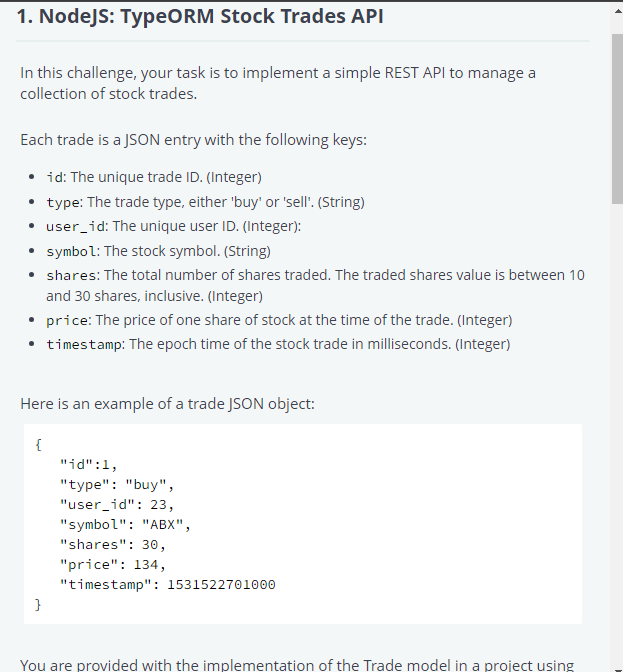 1. NodeJS: TypeORM Stock Trades API
In this challenge, your task is to implement a simple REST API to manage a
collection of stock trades.
Each trade is a JSON entry with the following keys:
• id: The unique trade ID. (Integer)
• type: The trade type, either 'buy' or 'sell'. (String)
• user_id: The unique user ID. (Integer):
• symbol: The stock symbol. (String)
• shares: The total number of shares traded. The traded shares value is between 10
and 30 shares, inclusive. (Integer)
• price: The price of one share of stock at the time of the trade. (Integer)
• timestamp: The epoch time of the stock trade in milliseconds. (Integer)
Here is an example of a trade JSON object:
{
"id":1,
"type": "buy",
"user_id": 23,
"symbol": "ABX",
"shares": 30,
"price": 134,
"timestamp": 1531522701000
}
You are provided with the implementation of the Trade model in a project using